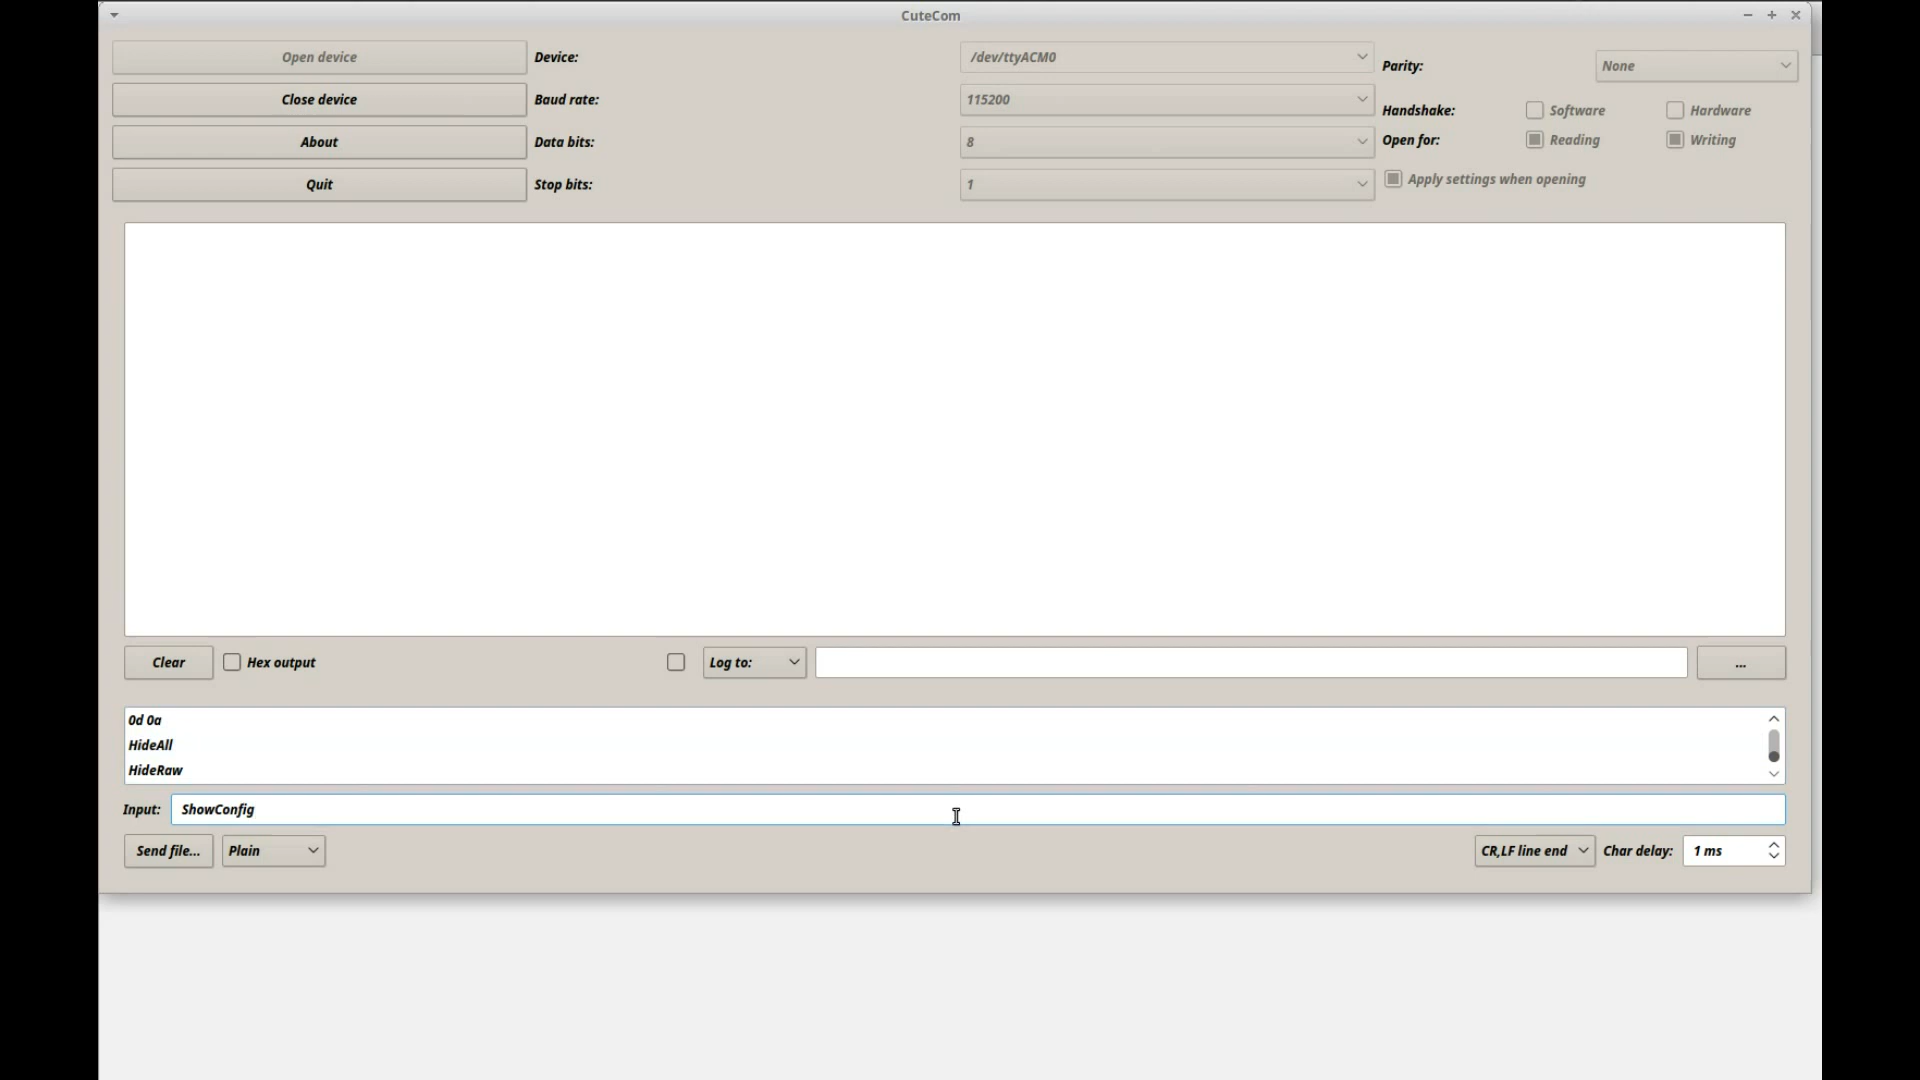 CuteCom
Open device
Device:
/dev/ttyACM0
Parity:
None
Close device
Baud rate:
115200
Handshake:
Software
Hardware
About
Data bits:
8
Open for:
Reading
Writing
Quit
Stop bits:
1
Apply settings when opening
Clear
Hex output
Log to:
...
0d 0a
HideAll
HideRaw
Input:
ShowConfig
Send file...
Plain
CR,LF line end
Char delay:
1 ms